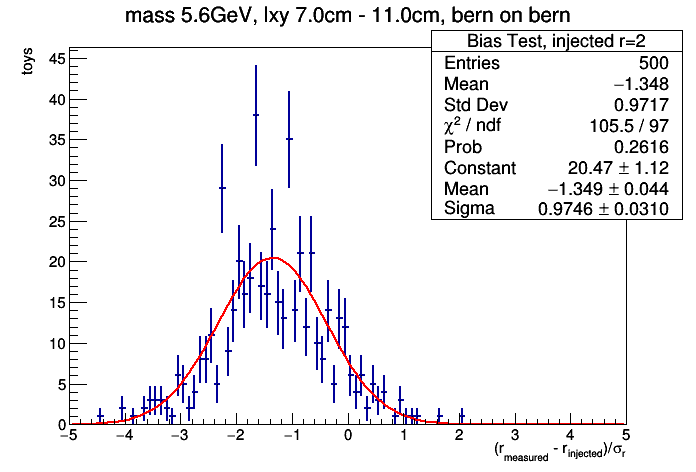 mass 5.6GeV, lxy 7.0cm - 11.0cm, bern on bern
Bias Test, injected r=2
Entries 500
Mean −1.348
Std Dev 0.9717
χ² / ndf 105.5 / 97
Prob 0.2616
Constant 20.47 ± 1.12
Mean −1.349 ± 0.044
Sigma 0.9746 ± 0.0310
toys
45
40
35
30
25
20
15
10
5
0
−5 −4 −3 −2 −1 0 1 2 3 4 5
(r_measured - r_injected)/σ_r